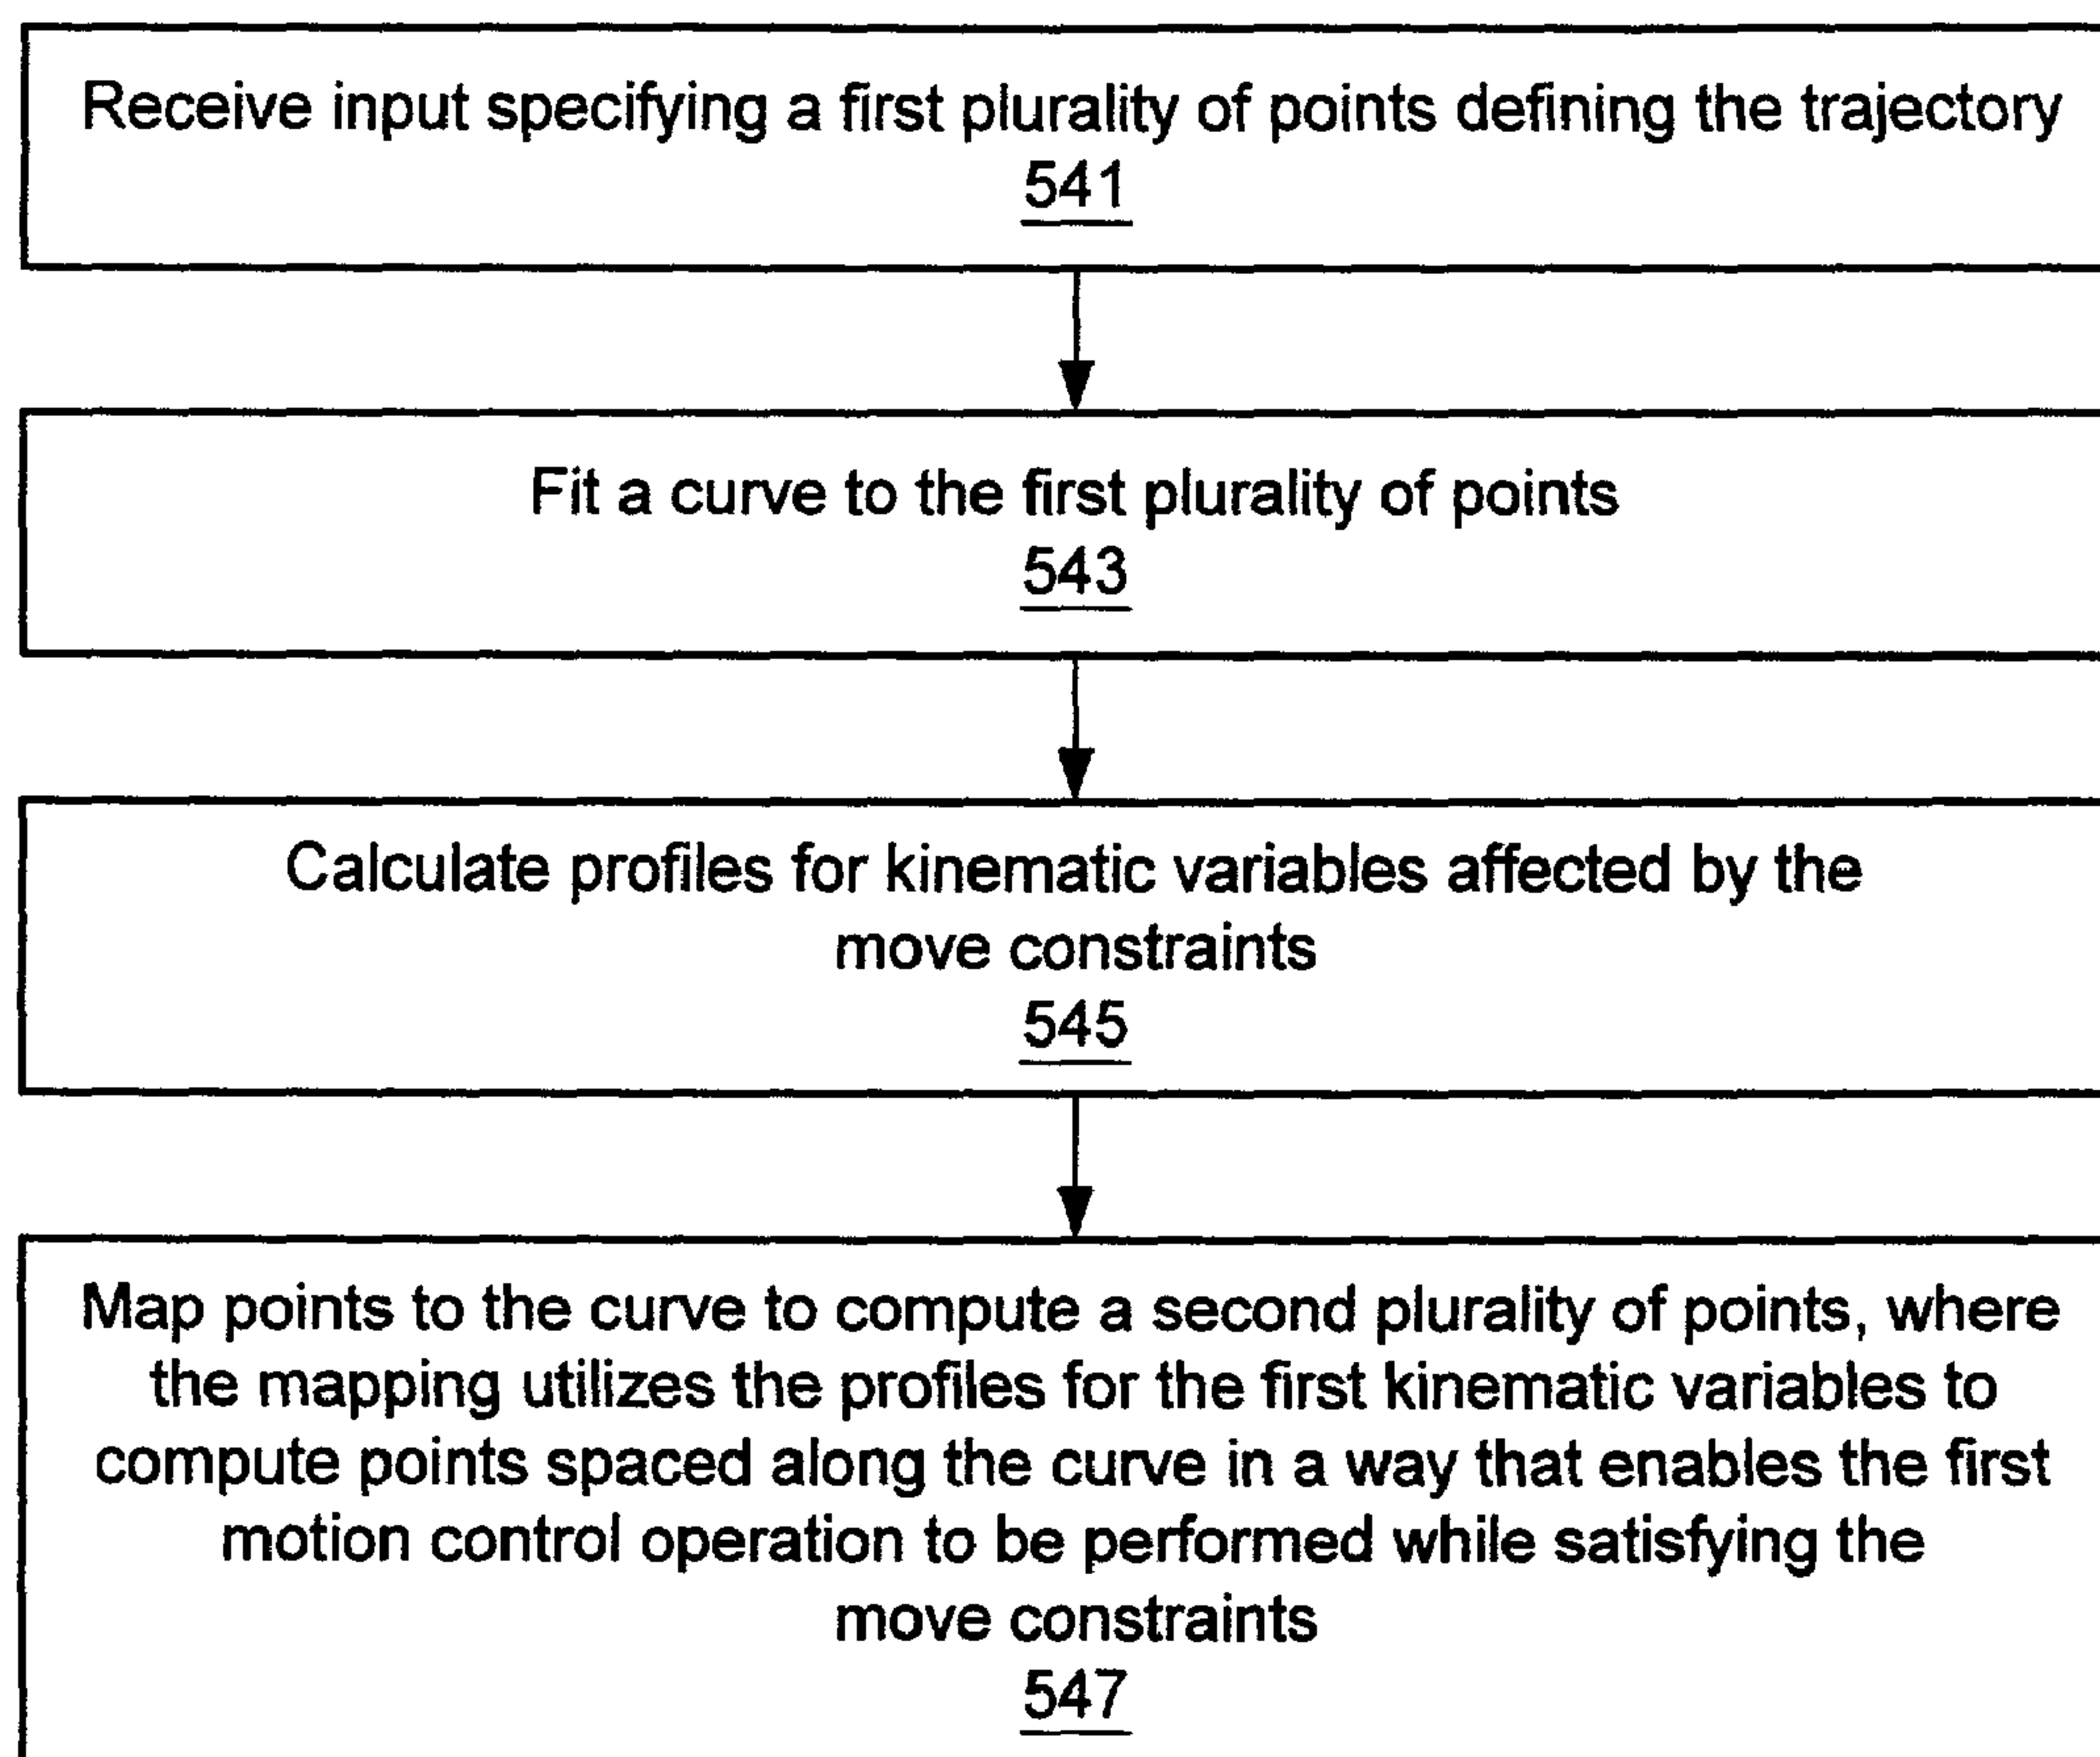 Receive input specifying a first plurality of points defining the trajectory
541
Fit a curve to the first plurality of points
543
Calculate profiles for kinematic variables affected by the
move constraints
545
Map points to the curve to compute a second plurality of points, where
the mapping utilizes the profiles for the first kinematic variables to
compute points spaced along the curve in a way that enables the first
motion control operation to be performed while satisfying the
move constraints
547